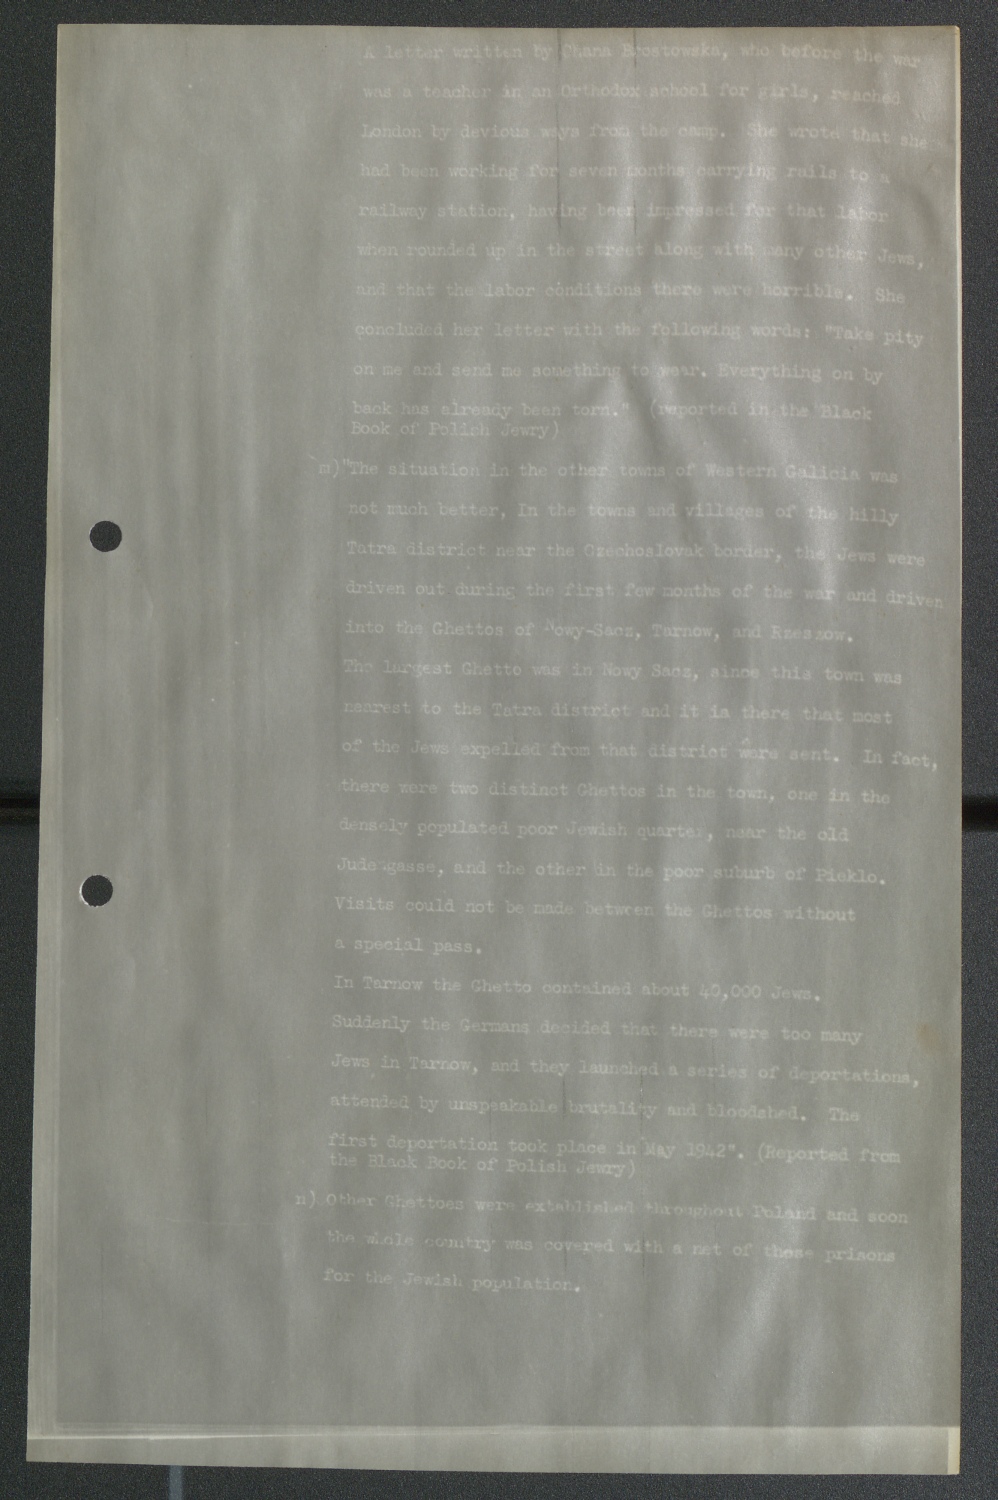 A letter written by Chana Brostowska, who before the war
was a teacher in an Orthodox school for girls, reached
London by devious ways from the camp. She wrote that she
had been working for seven months carrying rails to a
railway station, having been impressed for that labor
when rounded up in the street along with many other Jews,
and that the labor conditions there were horrible. She
concluded her letter with the following words: "Take pity
on me and send me something to wear. Everything on by
back has already been torn." (reported in the Black
Book of Polish Jewry)
m)"The situation in the other towns of Western Galicia was
not much better, In the towns and villages of the hilly
Tatra district near the Czechoslovak border, the Jews were
driven out during the first few months of the war and driven
into the Ghettos of Nowy-Sacz, Tarnow, and Rzeszow.
The largest Ghetto was in Nowy Sacz, since this town was
nearest to the Tatra district and it is there that most
of the Jews expelled from that district were sent. In fact,
there were two distinct Ghettos in the town, one in the
densely populated poor Jewish quarter, near the old
Judengasse, and the other in the poor suburb of Pieklo.
Visits could not be made between the Ghettos without
a special pass.
In Tarnow the Ghetto contained about 40,000 Jews.
Suddenly the Germans decided that there were too many
Jews in Tarnow, and they launched a series of deportations,
attended by unspeakable brutality and bloodshed. The
first deportation took place in May 1942". (Reported from
the Black Book of Polish Jewry)
n) Other Ghettoes were established throughout Poland and soon
the whole country was covered with a net of these prisons
for the Jewish population.